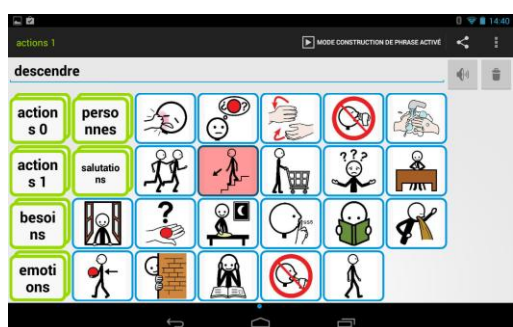 14:40
actions 1
MODE CONSTRUCTION DE PHRASE ACTIVÉ
descendre
action
s 0
perso
nnes
action
s 1
salutatio
ns
???
besoi
ns
?
emoti
ons